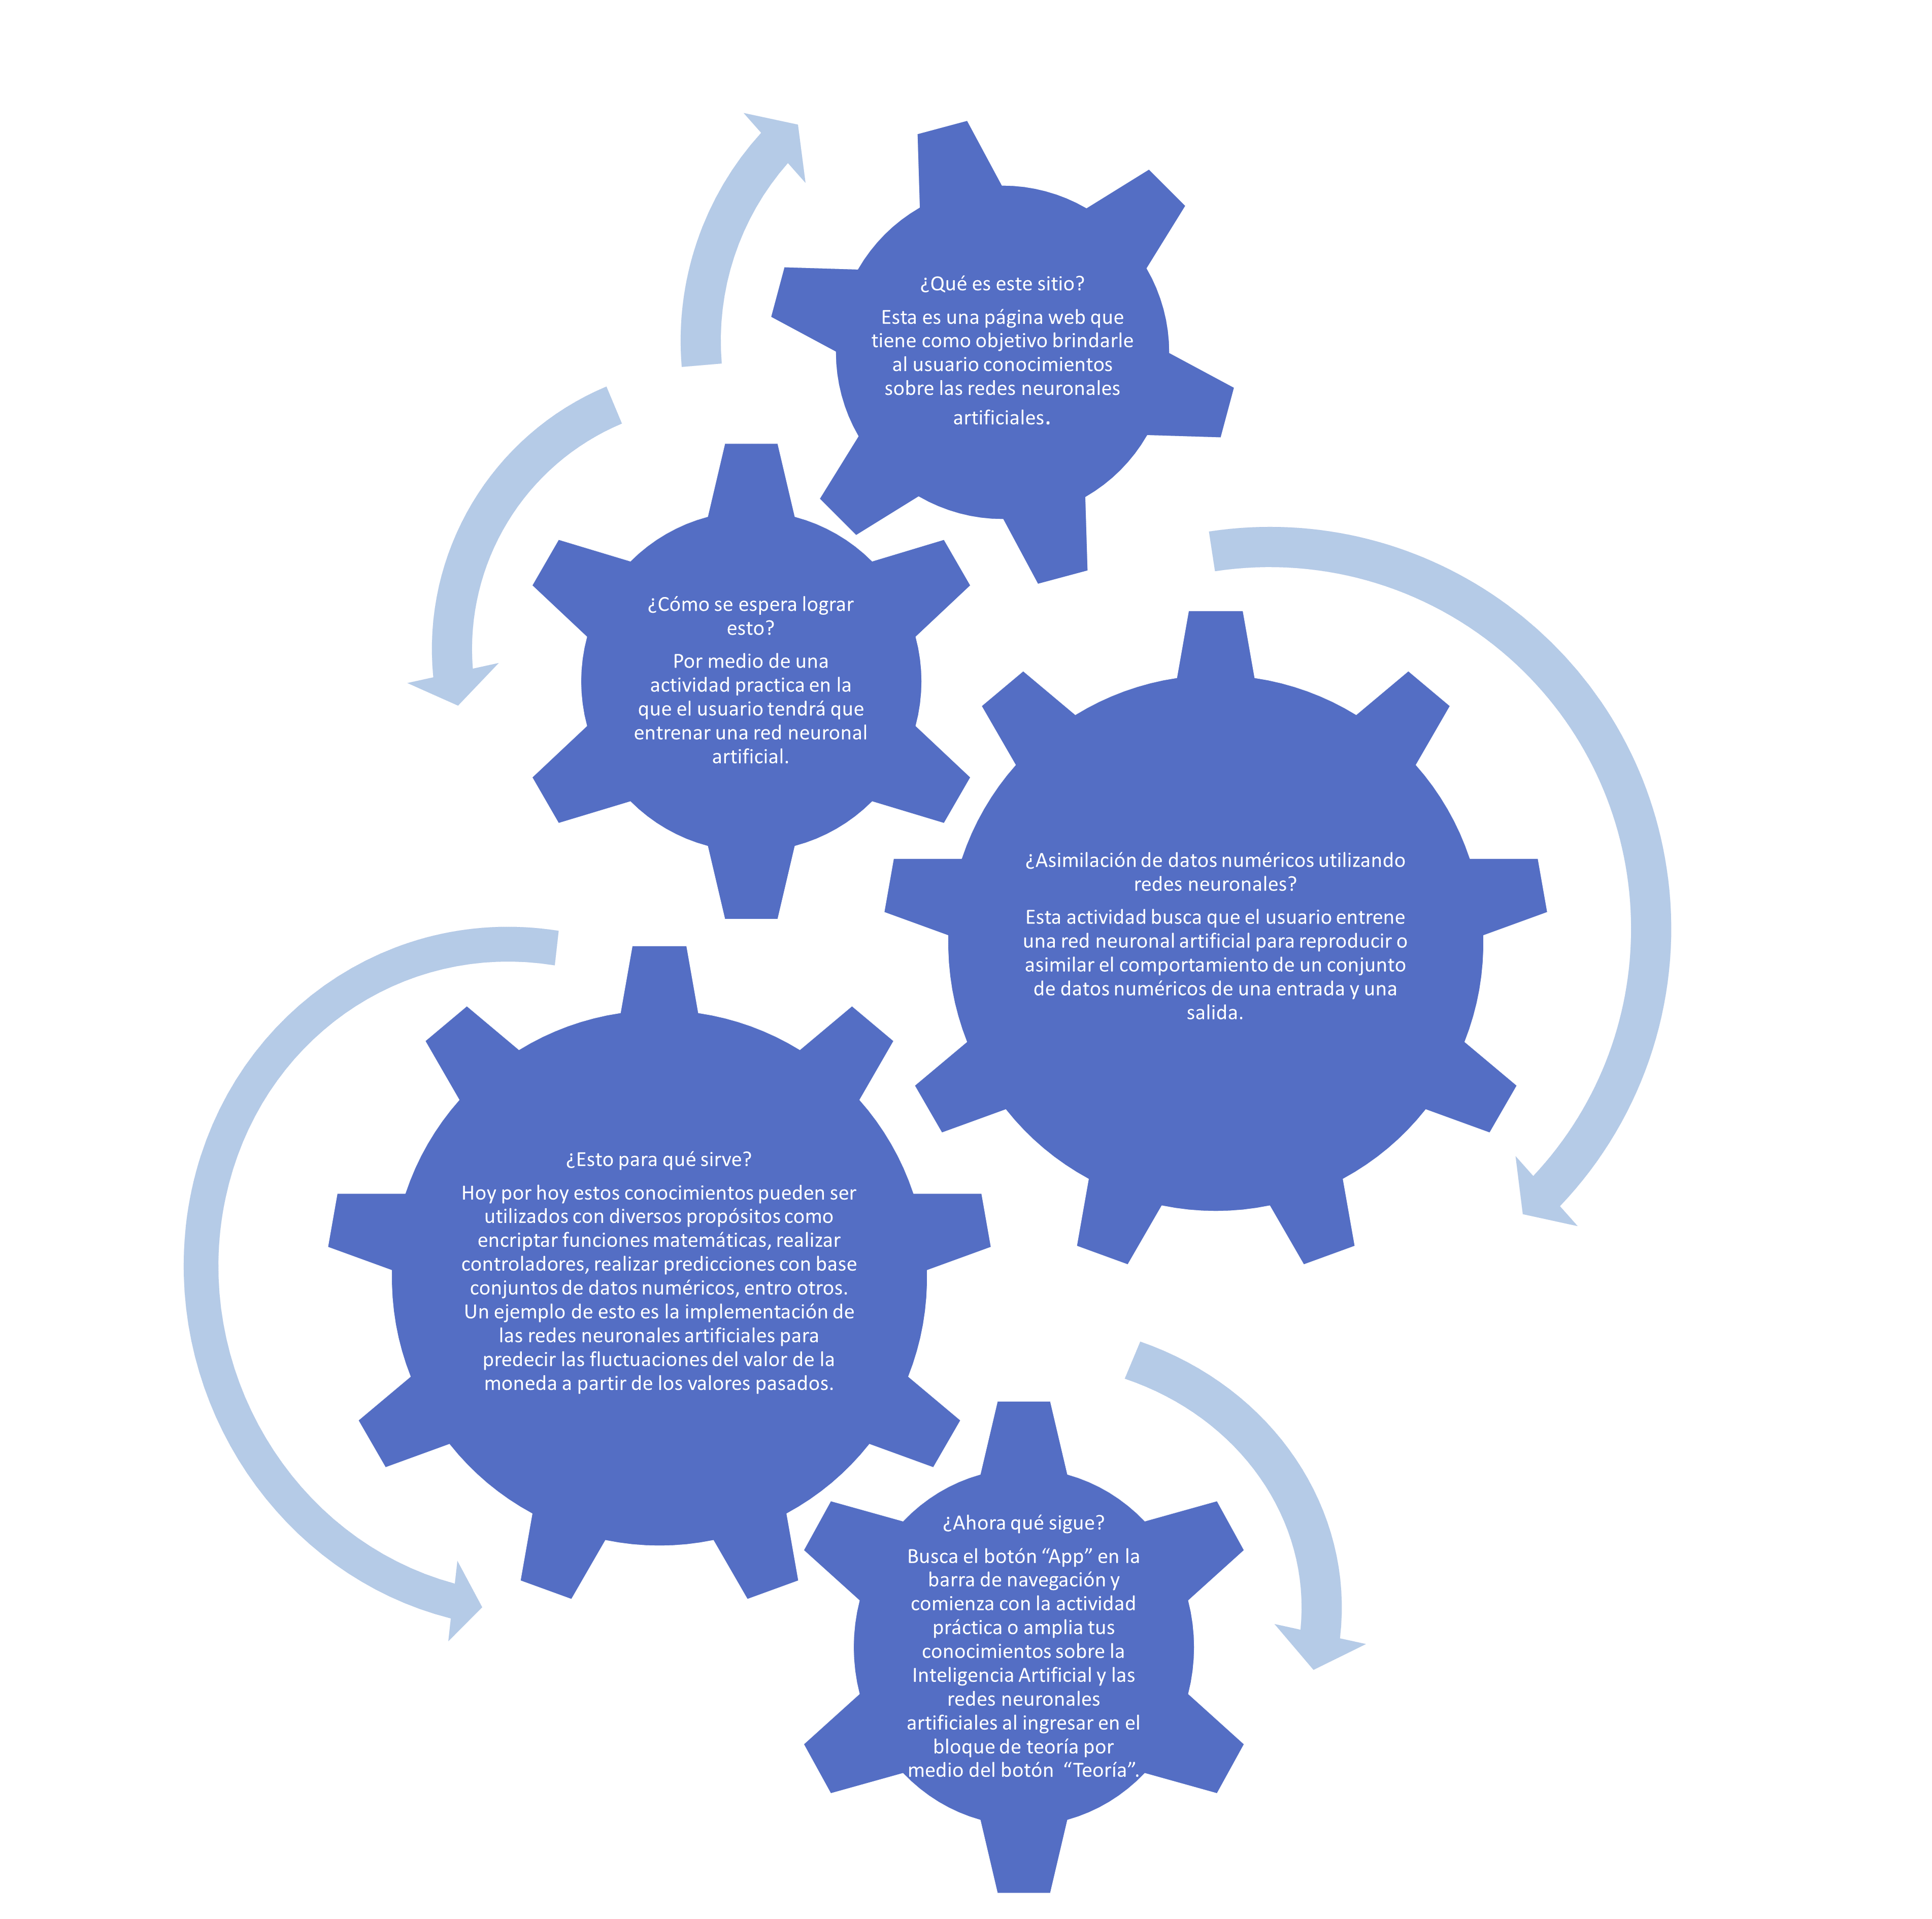 ¿Qué es este sitio?
Esta es una página web que
tiene como objetivo brindarle
al usuario conocimientos
sobre las redes neuronales
artificiales.
¿Cómo se espera lograr
esto?
Por medio de una
actividad practica en la
que el usuario tendrá que
entrenar una red neuronal
artificial.
¿Asimilación de datos numéricos utilizando
redes neuronales?
Esta actividad busca que el usuario entrene
una red neuronal artificial para reproducir o
asimilar el comportamiento de un conjunto
de datos numéricos de una entrada y una
salida.
¿Esto para qué sirve?
Hoy por hoy estos conocimientos pueden ser
utilizados con diversos propósitos como
encriptar funciones matemáticas, realizar
controladores, realizar predicciones con base
conjuntos de datos numéricos, entro otros.
Un ejemplo de esto es la implementación de
las redes neuronales artificiales para
predecir las fluctuaciones del valor de la
moneda a partir de los valores pasados.
¿Ahora qué sigue?
Busca el botón “App” en la
barra de navegación y
comienza con la actividad
práctica o amplia tus
conocimientos sobre la
Inteligencia Artificial y las
redes neuronales
artificiales al ingresar en el
bloque de teoría por
medio del botón “Teoría”.